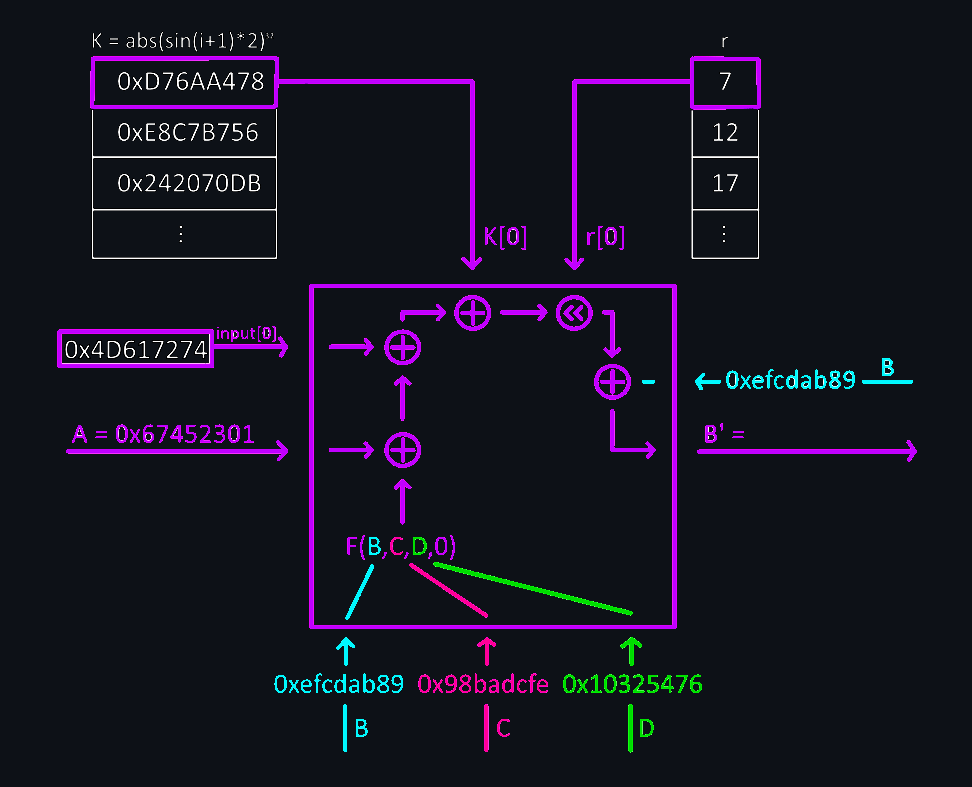 K = abs(sin(i+1)*2)³²
r
0xD76AA478
7
0xE8C7B756
12
0x242070DB
17
⋮
⋮
K[0]
r[0]
0x4D617274
input[0]
0xefcdab89
B
A = 0x67452301
B' =
F(B,C,D,0)
0xefcdab89
0x98badcfe
0x10325476
B
C
D